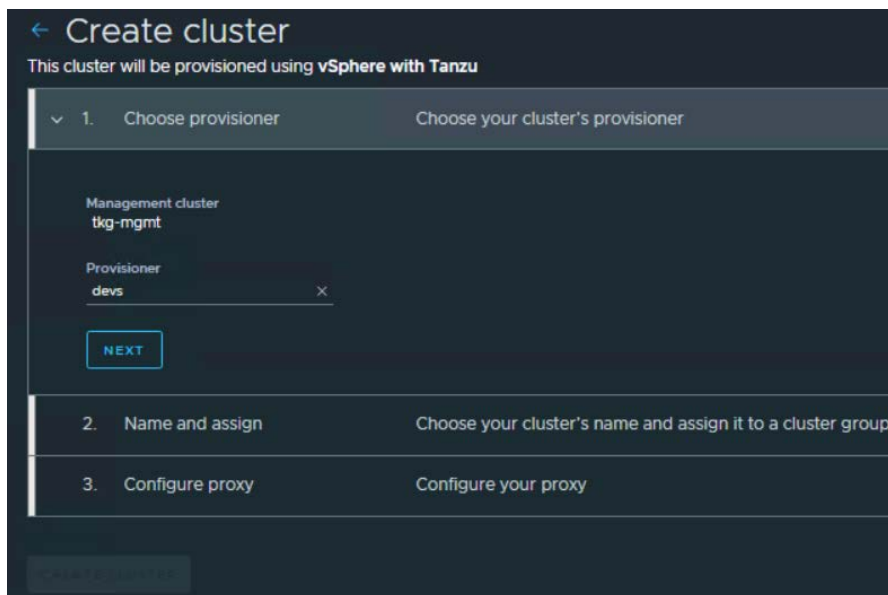 ← Create cluster
This cluster will be provisioned using vSphere with Tanzu
1. Choose provisioner Choose your cluster's provisioner
Management cluster
tkg-mgmt
Provisioner
devs ×
NEXT
2. Name and assign Choose your cluster's name and assign it to a cluster group
3. Configure proxy Configure your proxy
CREATE CLUSTER